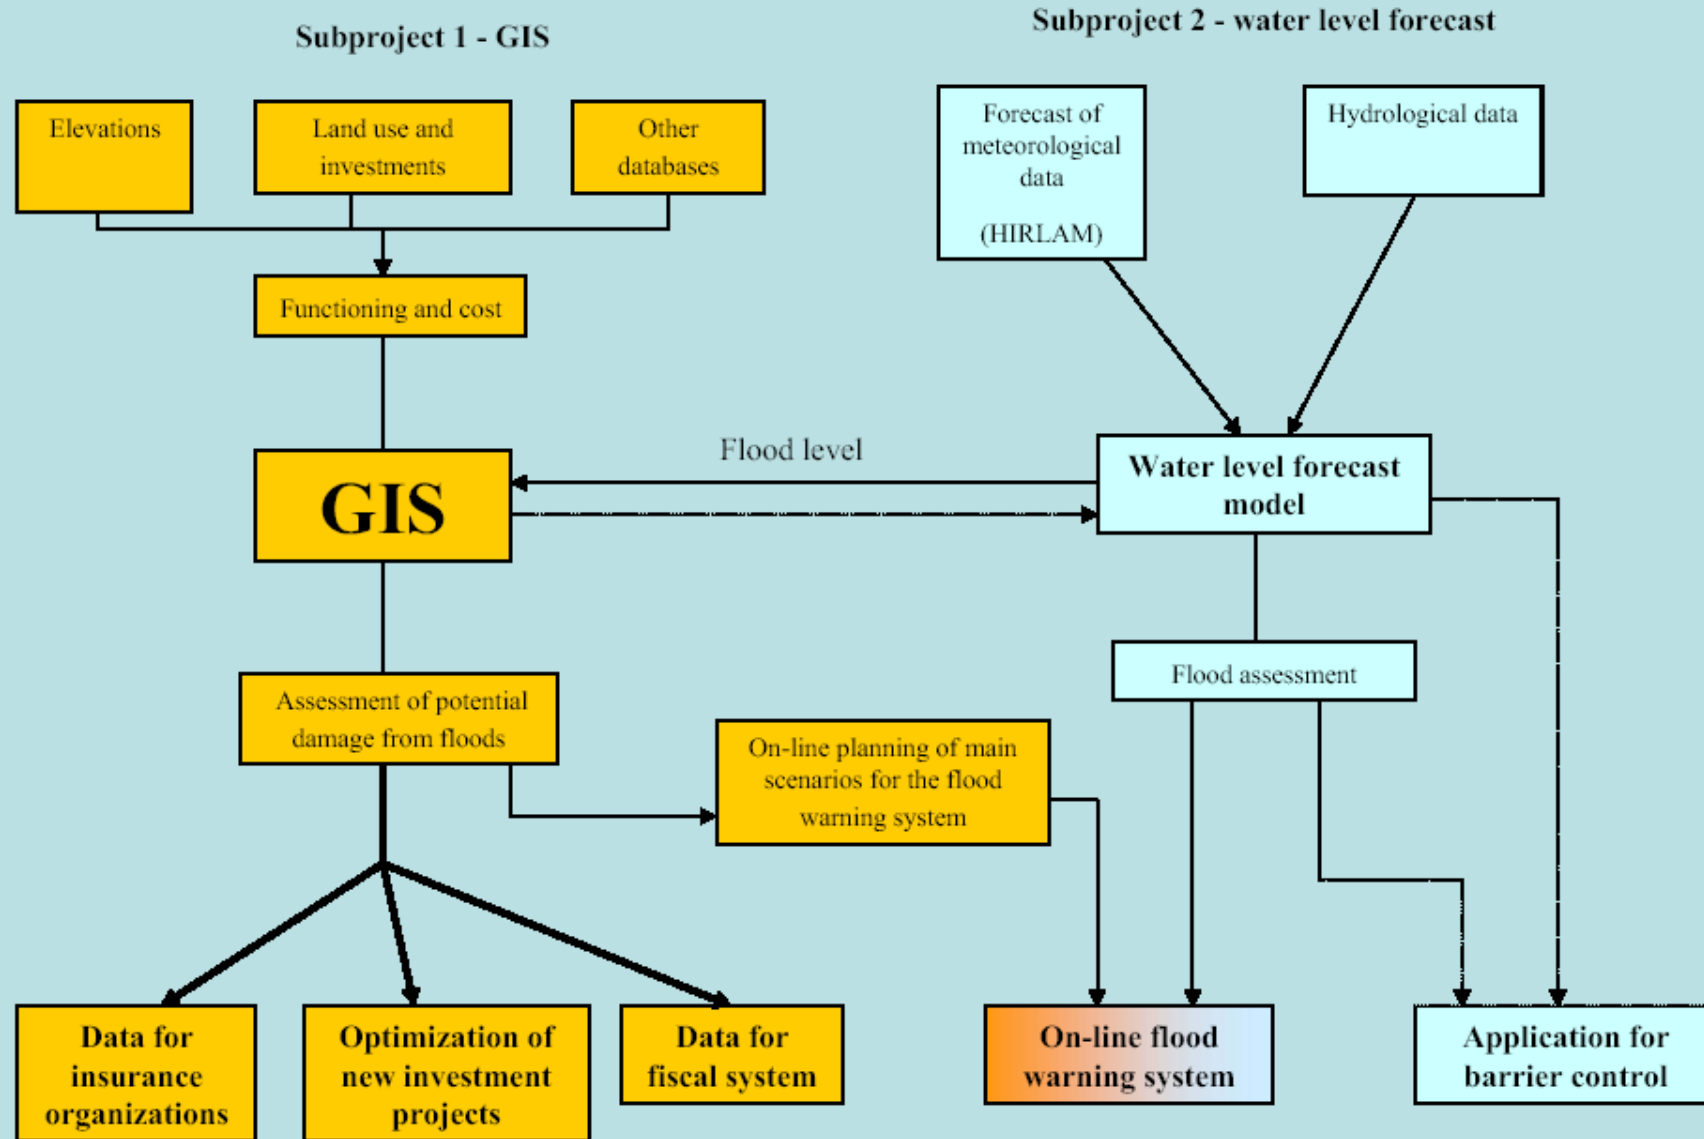 Subproject 1 - GIS
Subproject 2 - water level forecast
Elevations
Land use and
investments
Other
databases
Forecast of
meteorological
data
(HIRLAM)
Hydrological data
Functioning and cost
GIS
Flood level
Water level forecast
model
Assessment of potential
damage from floods
On-line planning of main
scenarios for the flood
warning system
Flood assessment
Data for
insurance
organizations
Optimization of
new investment
projects
Data for
fiscal system
On-line flood
warning system
Application for
barrier control